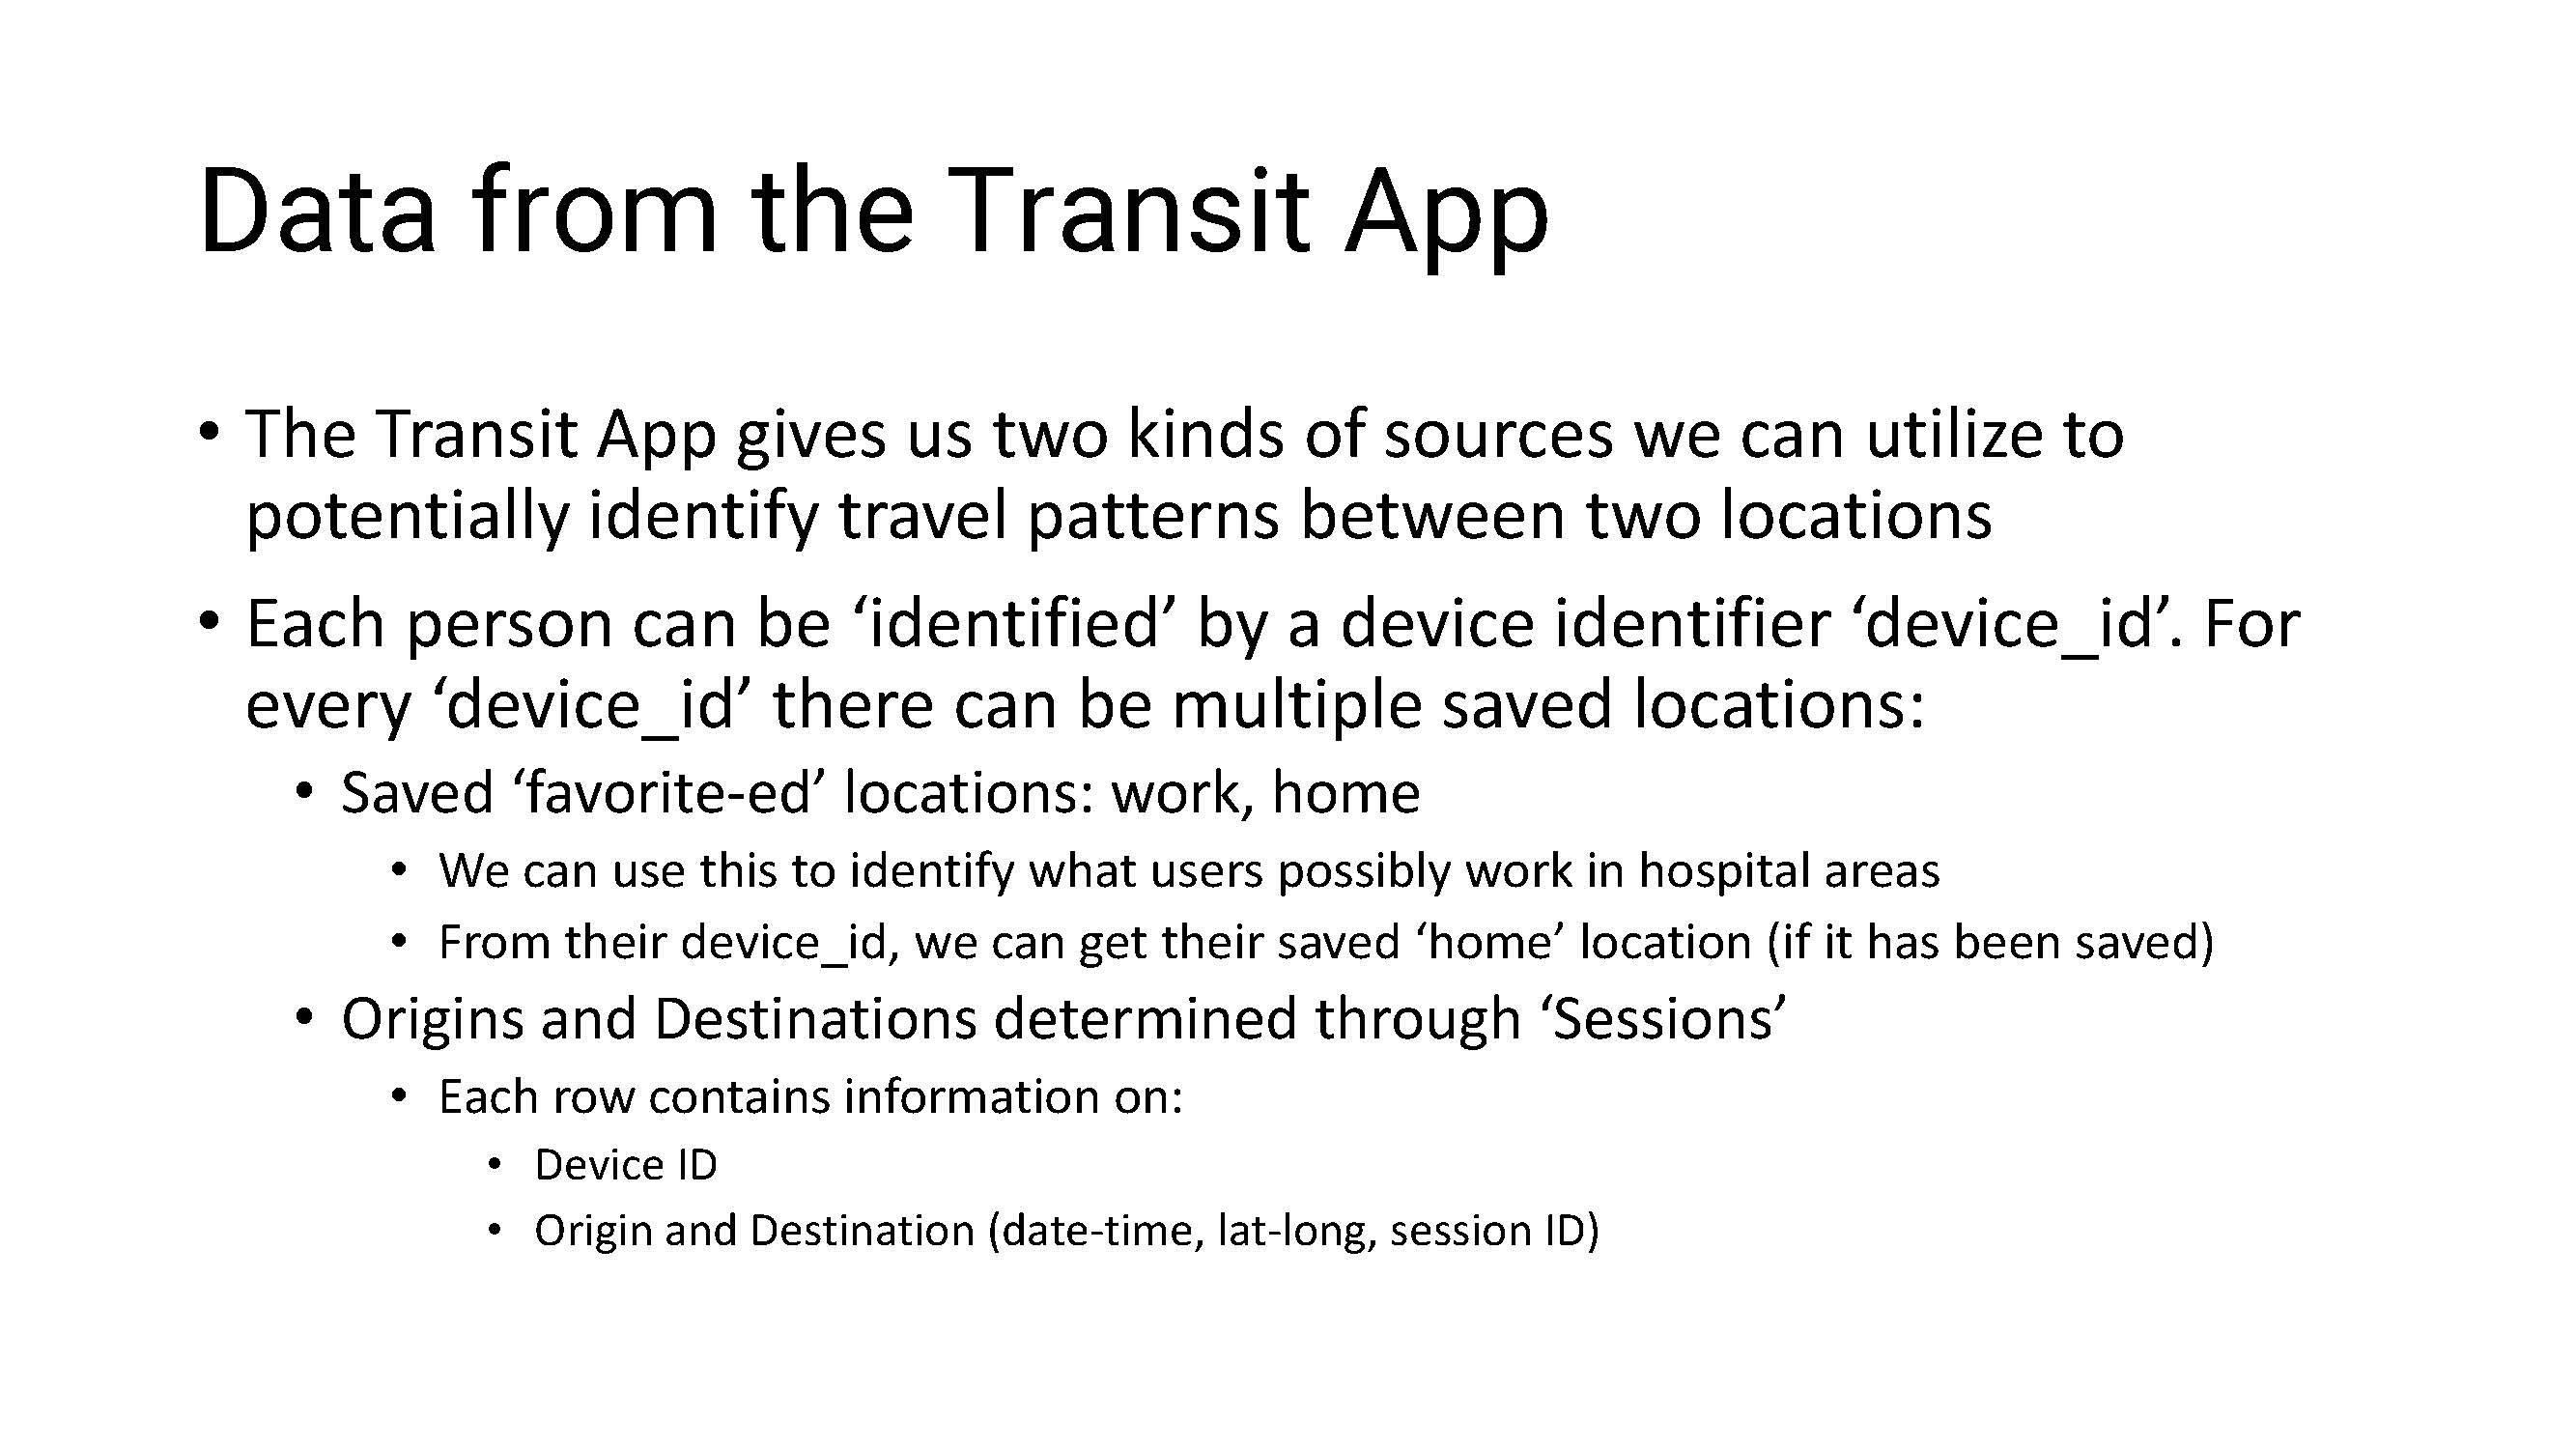 Data from the Transit App
• The Transit App gives us two kinds of sources we can utilize to
potentially identify travel patterns between two locations
• Each person can be ‘identified’ by a device identifier ‘device_id’. For
every ‘device_id’ there can be multiple saved locations:
• Saved ‘favorite-ed’ locations: work, home
• We can use this to identify what users possibly work in hospital areas
• From their device_id, we can get their saved ‘home’ location (if it has been saved)
• Origins and Destinations determined through ‘Sessions’
• Each row contains information on:
• Device ID
• Origin and Destination (date-time, lat-long, session ID)